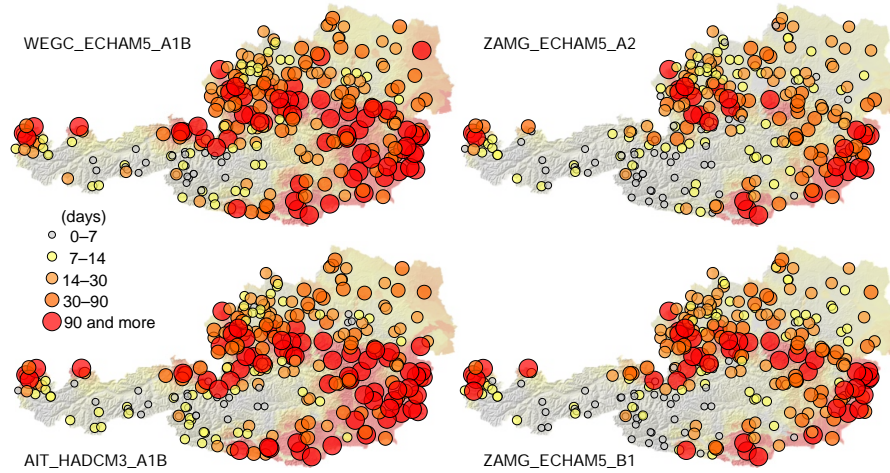 WEGC_ECHAM5_A1B
ZAMG_ECHAM5_A2
(days)
0–7
7–14
14–30
30–90
90 and more
AIT_HADCM3_A1B
ZAMG_ECHAM5_B1